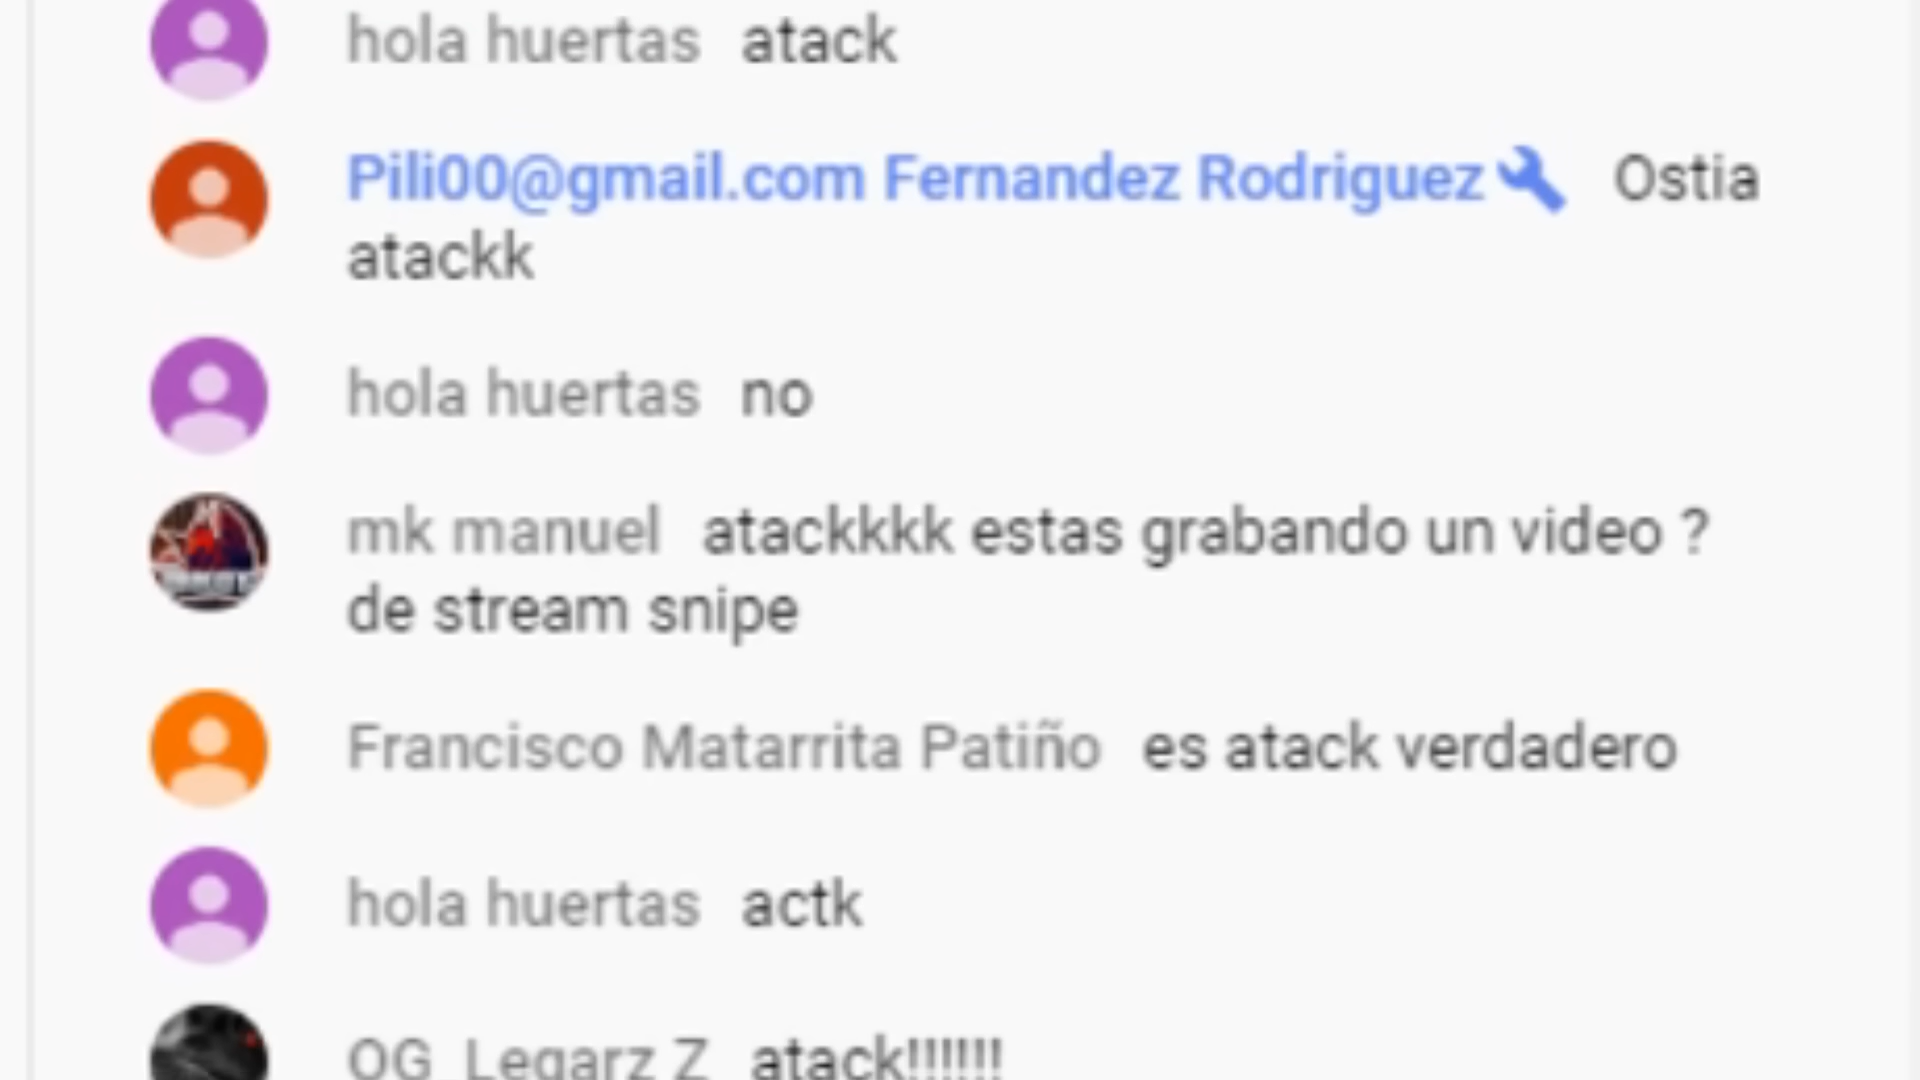 hola huertas atack
Pili00@gmail.com Fernandez Rodriguez Ostia
atackk
hola huertas no
mk manuel atackkkk estas grabando un video ?
de stream snipe
Francisco Matarrita Patiño es atack verdadero
hola huertas actk
OG_Legarz Z atack!!!!!!